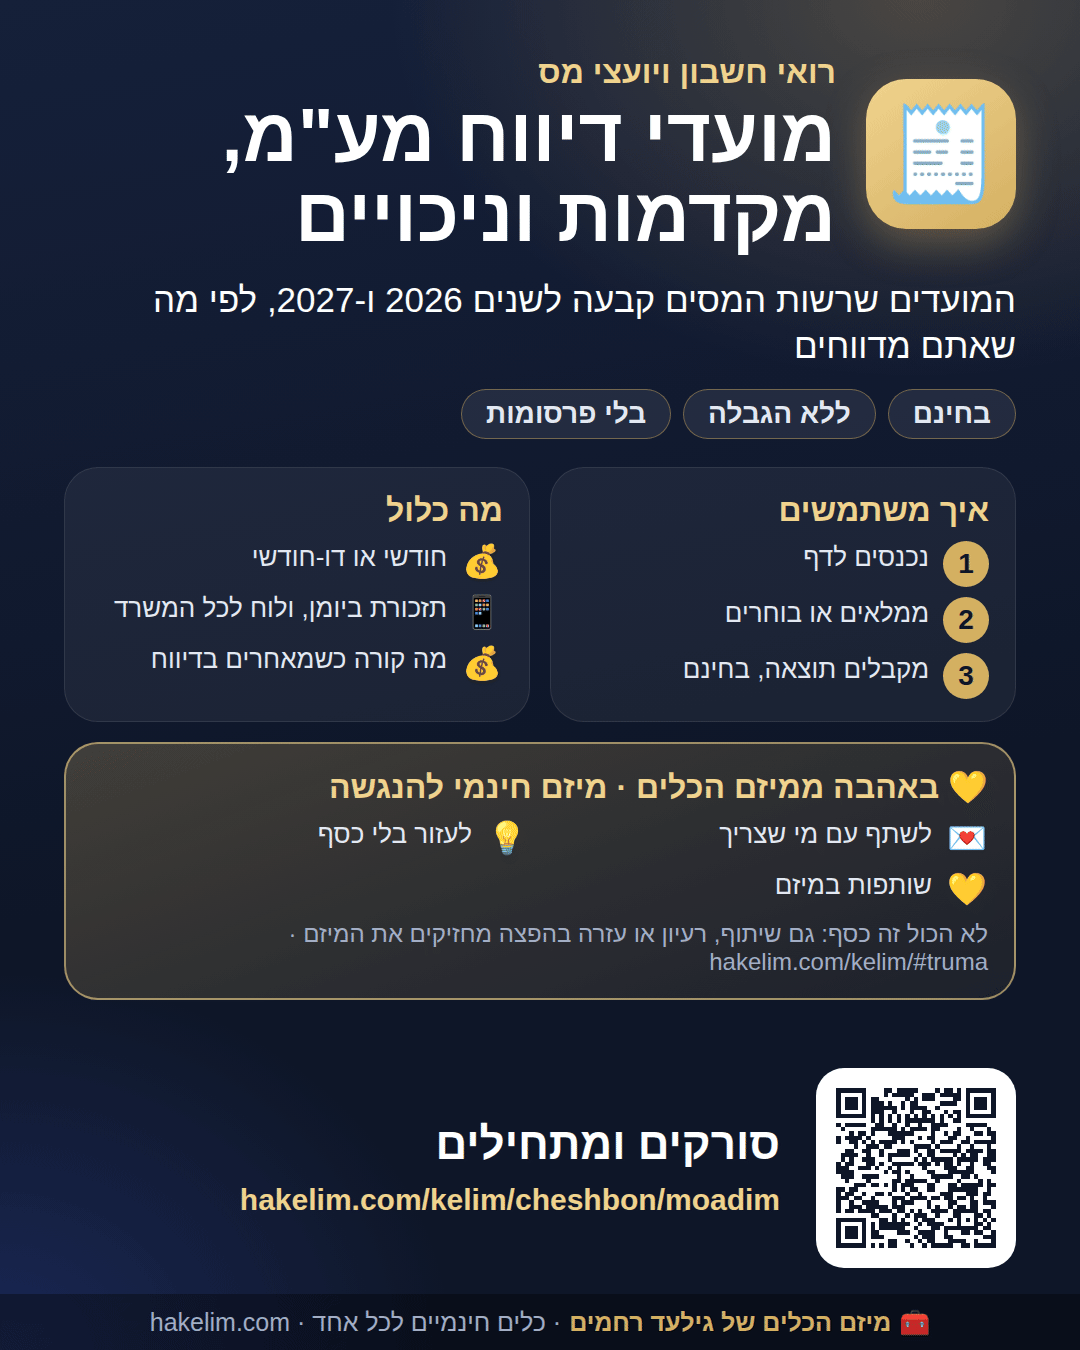 רואי חשבון ויועצי מס
מועדי דיווח מע"מ,
מקדמות וניכויים
המועדים שרשות המסים קבעה לשנים 2026 ו-2027, לפי מה
שאתם מדווחים
בחינם
ללא הגבלה
בלי פרסומות
איך משתמשים
1 נכנסים לדף
2 ממלאים או בוחרים
3 מקבלים תוצאה, בחינם
מה כלול
חודשי או דו-חודשי
תזכורת ביומן, ולוח לכל המשרד
מה קורה כשמאחרים בדיווח
באהבה ממיזם הכלים · מיזם חינמי להנגשה
לשתף עם מי שצריך
לעזור בלי כסף
שותפות במיזם
לא הכול זה כסף: גם שיתוף, רעיון או עזרה בהפצה מחזיקים את המיזם ·
hakelim.com/kelim/#truma
סורקים ומתחילים
hakelim.com/kelim/cheshbon/moadim
מיזם הכלים של גילעד רחמים · כלים חינמיים לכל אחד · hakelim.com